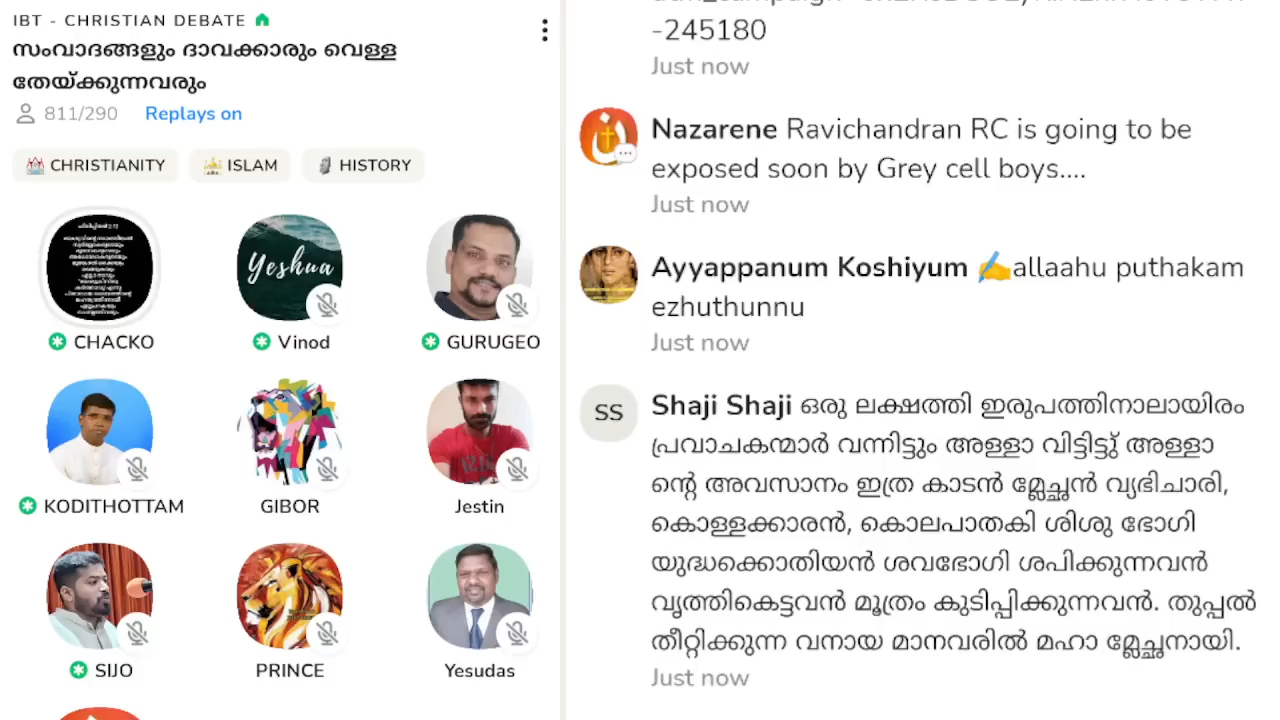 IBT - CHRISTIAN DEBATE
സംവാദങ്ങളും ദാവക്കാരും വെള്ള
തേയ്ക്കുന്നവരും
811/290 Replays on
CHRISTIANITY ISLAM HISTORY
Yeshua
CHACKO Vinod GURUGEO
KODITHOTTAM GIBOR Jestin
SIJO PRINCE Yesudas
-245180
Just now
Nazarene Ravichandran RC is going to be
exposed soon by Grey cell boys....
Just now
Ayyappanum Koshiyum ✍️allaahu puthakam
ezhuthunnu
Just now
SS
Shaji Shaji ഒരു ലക്ഷത്തി ഇരുപത്തിനാലായിരം
പ്രവാചകന്മാർ വന്നിട്ടും അള്ളാ വിട്ടിട്ടു് അള്ളാ
ന്റെ അവസാനം ഇത്ര കാടൻ മ്ലേച്ഛൻ വ്യഭിചാരി,
കൊള്ളക്കാരൻ, കൊലപാതകി ശിശു ഭോഗി
യുദ്ധക്കൊതിയൻ ശവഭോഗി ശപിക്കുന്നവൻ
വൃത്തികെട്ടവൻ മൂത്രം കുടിപ്പിക്കുന്നവൻ. തുപ്പൽ
തീറ്റിക്കുന്ന വനായ മാനവരിൽ മഹാ മ്ലേച്ഛനായി.
Just now